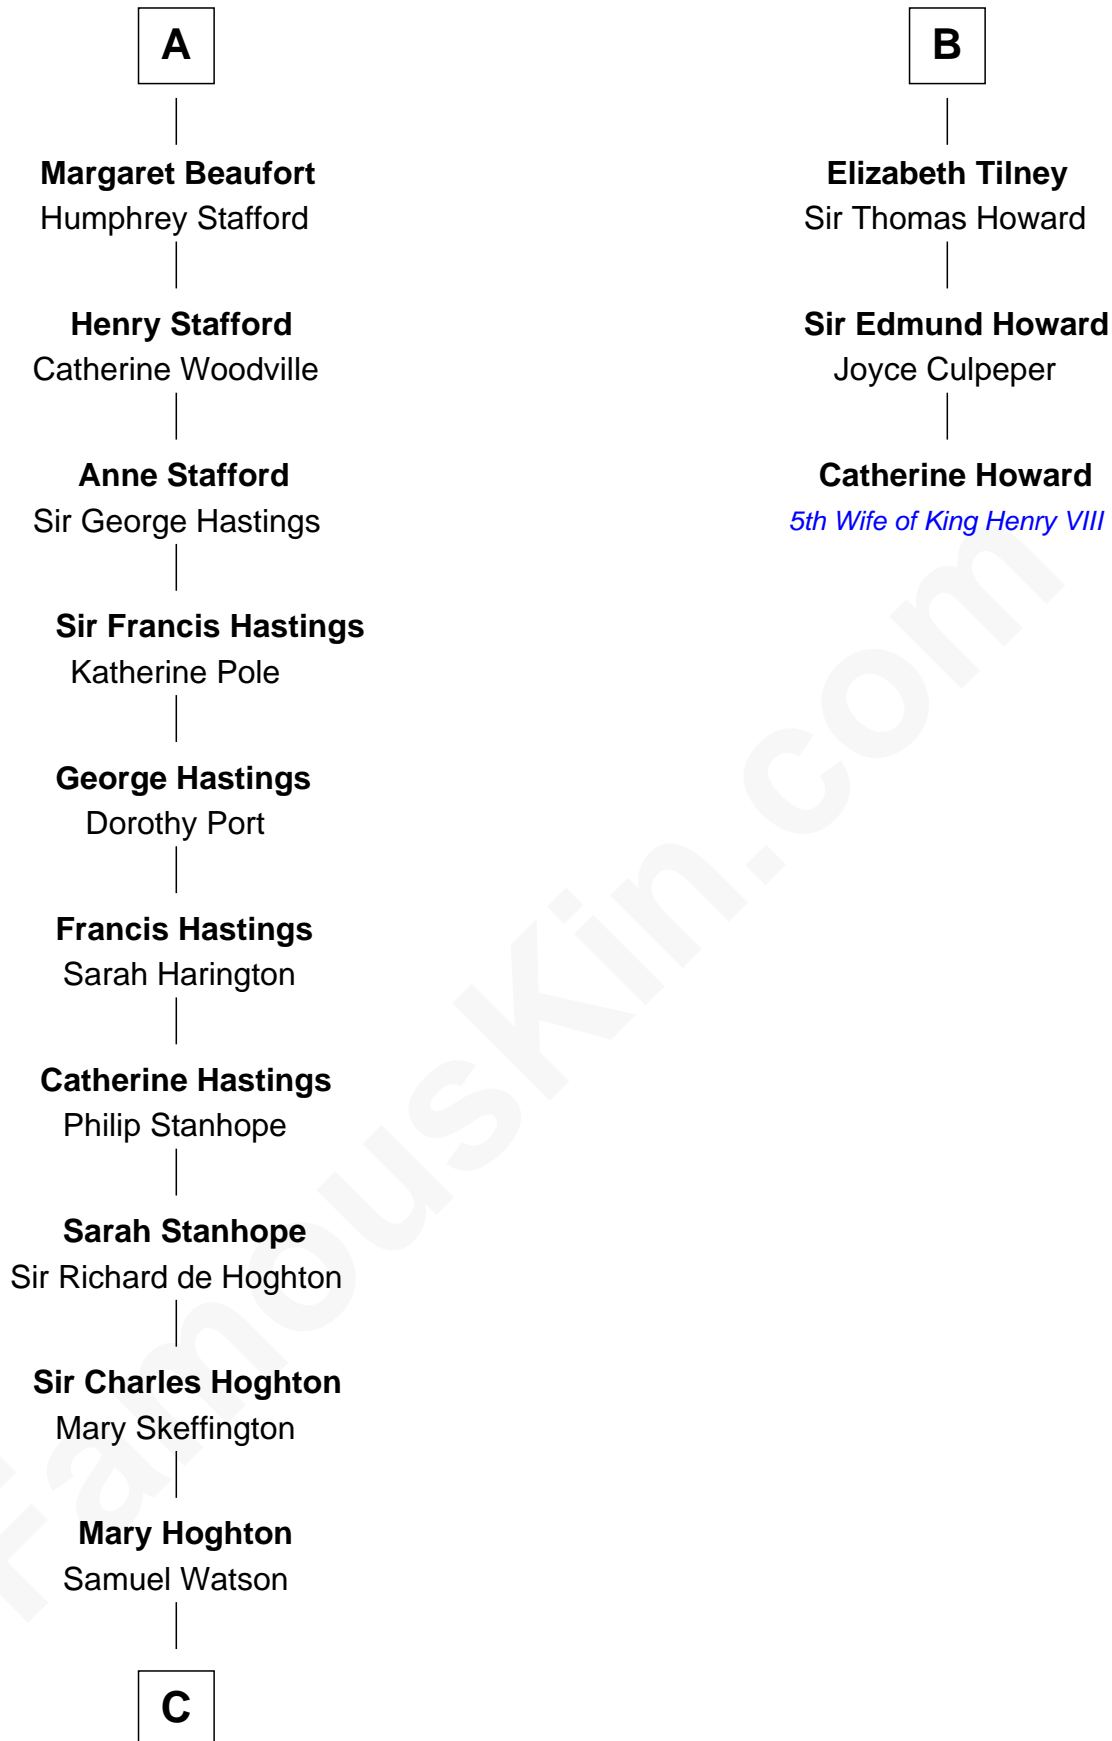 A
Margaret Beaufort
Humphrey Stafford
Henry Stafford
Catherine Woodville
Anne Stafford
Sir George Hastings
Sir Francis Hastings
Katherine Pole
George Hastings
Dorothy Port
Francis Hastings
Sarah Harington
Catherine Hastings
Philip Stanhope
Sarah Stanhope
Sir Richard de Hoghton
Sir Charles Hoghton
Mary Skeffington
Mary Hoghton
Samuel Watson
C
B
Elizabeth Tilney
Sir Thomas Howard
Sir Edmund Howard
Joyce Culpeper
Catherine Howard
5th Wife of King Henry VIII
FamousKin.com